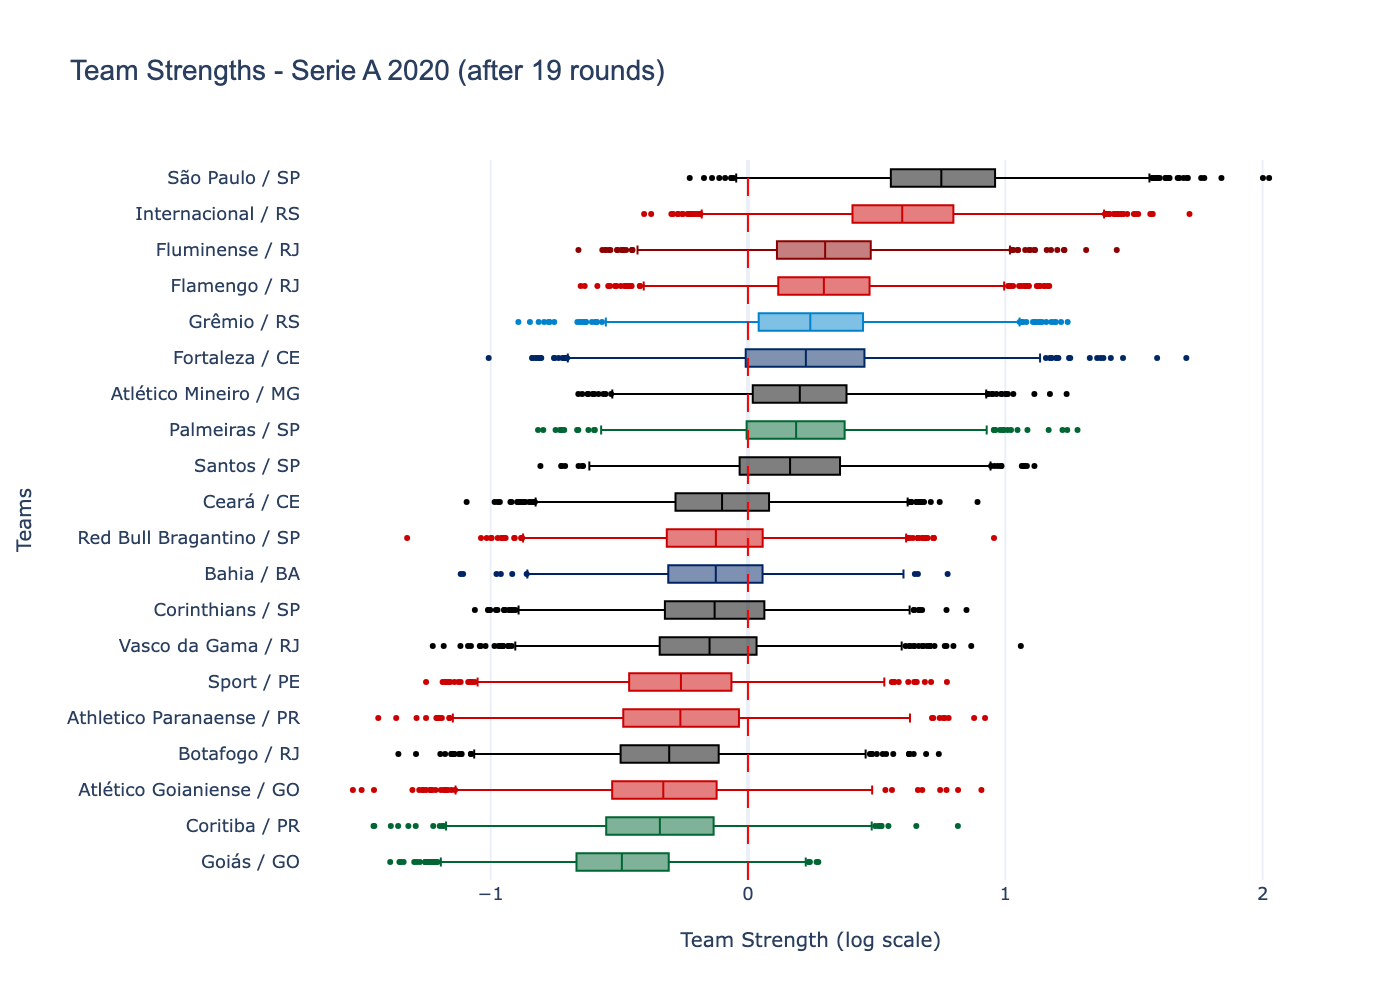 Team Strengths - Serie A 2020 (after 19 rounds)
Teams
São Paulo / SP
Internacional / RS
Fluminense / RJ
Flamengo / RJ
Grêmio / RS
Fortaleza / CE
Atlético Mineiro / MG
Palmeiras / SP
Santos / SP
Ceará / CE
Red Bull Bragantino / SP
Bahia / BA
Corinthians / SP
Vasco da Gama / RJ
Sport / PE
Athletico Paranaense / PR
Botafogo / RJ
Atlético Goianiense / GO
Coritiba / PR
Goiás / GO
−1 0 1 2
Team Strength (log scale)